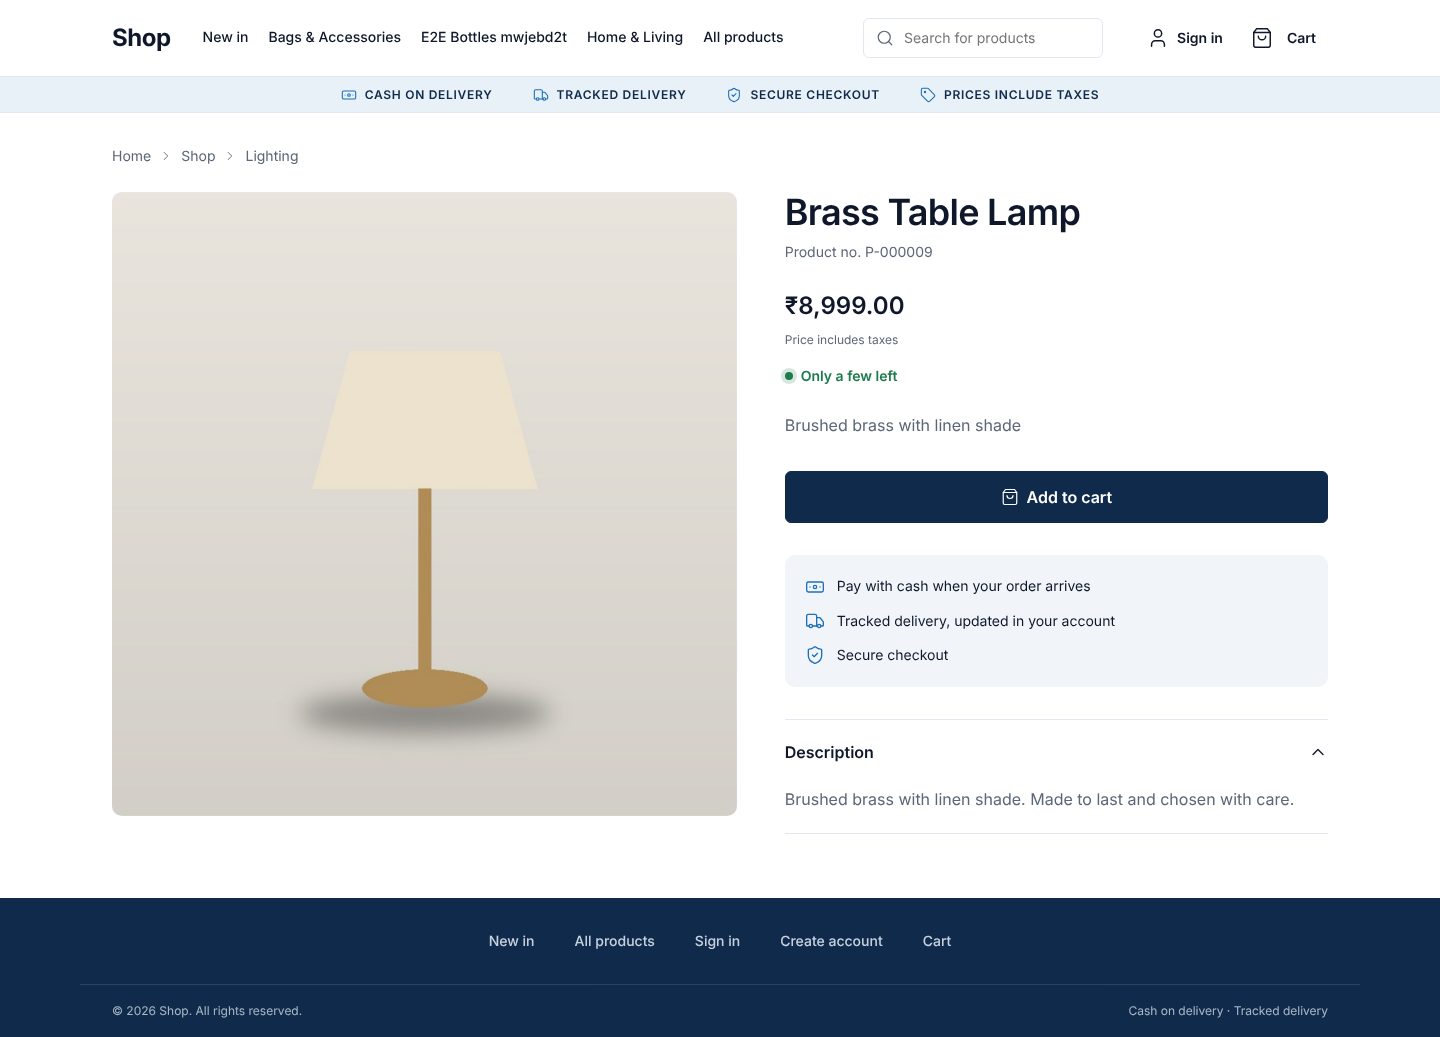 Shop
New in
Bags & Accessories
E2E Bottles mwjebd2t
Home & Living
All products
Search for products
Sign in
Cart
CASH ON DELIVERY
TRACKED DELIVERY
SECURE CHECKOUT
PRICES INCLUDE TAXES
Home
Shop
Lighting
Brass Table Lamp
Product no. P-000009
₹8,999.00
Price includes taxes
Only a few left
Brushed brass with linen shade
Add to cart
Pay with cash when your order arrives
Tracked delivery, updated in your account
Secure checkout
Description
Brushed brass with linen shade. Made to last and chosen with care.
New in
All products
Sign in
Create account
Cart
© 2026 Shop. All rights reserved.
Cash on delivery · Tracked delivery